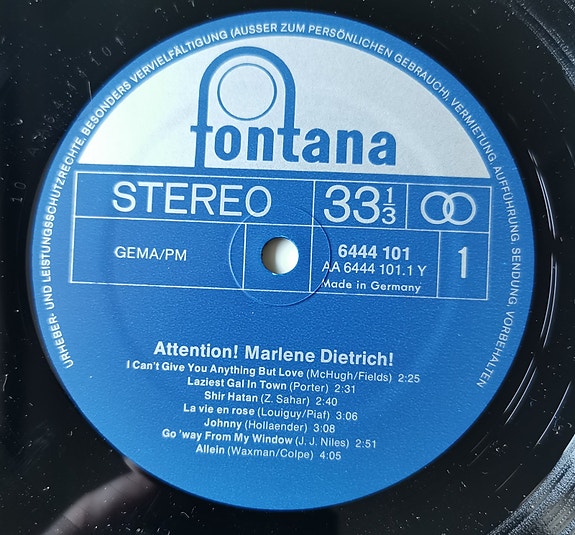 URHEBER- UND LEISTUNGSSCHUTZRECHTE, BESONDERS VERVIELFÄLTIGUNG (AUSSER ZUM PERSÖNLICHEN GEBRAUCH), VERMIETUNG, AUFFÜHRUNG, SENDUNG, VORBEHALTEN
fontana
STEREO 33 1/3
GEMA/PM 6444 101 1
AA 6444 101.1 Y
Made in Germany
Attention! Marlene Dietrich!
I Can't Give You Anything But Love (McHugh/Fields) 2:25
Laziest Gal In Town (Porter) 2:31
Shir Hatan (Z. Sahar) 2:40
La vie en rose (Louiguy/Piaf) 3:06
Johnny (Hollaender) 3:08
Go 'way From My Window (J. J. Niles) 2:51
Allein (Waxman/Colpe) 4:05